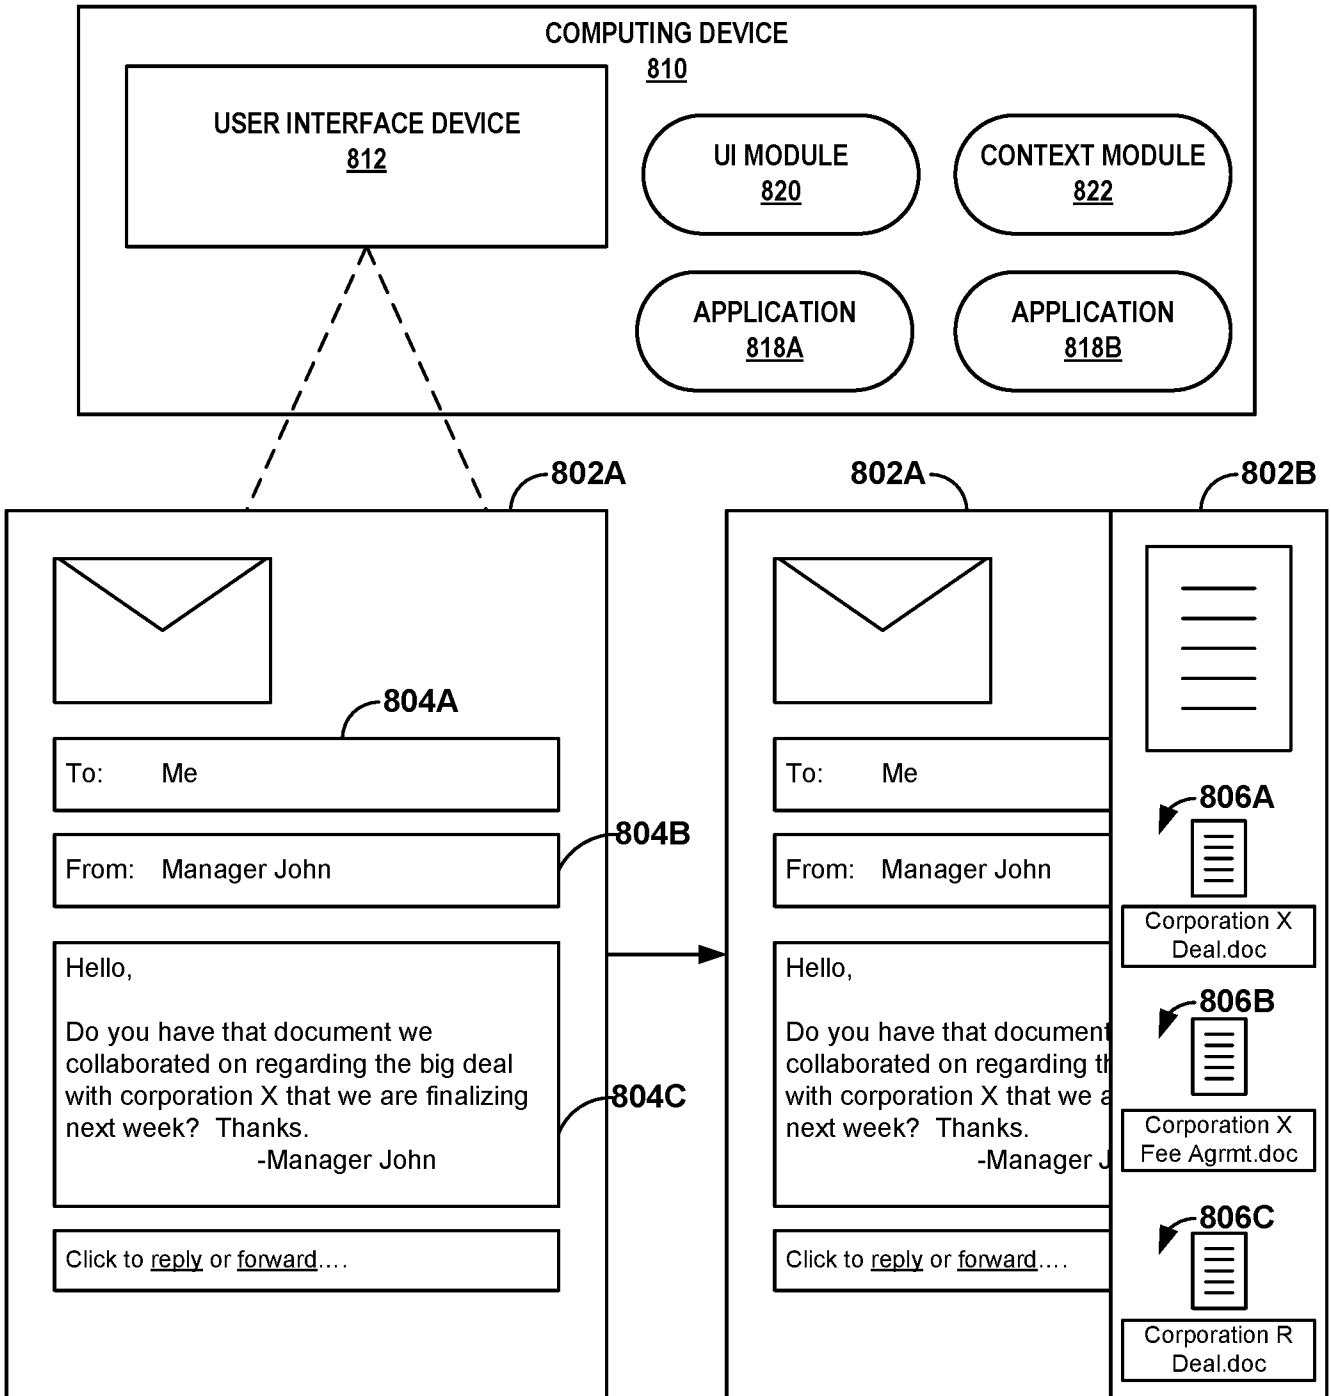 COMPUTING DEVICE
810
USER INTERFACE DEVICE
812
UI MODULE
820
CONTEXT MODULE
822
APPLICATION
818A
APPLICATION
818B
802A
804A
To: Me
804B
From: Manager John
Hello,
Do you have that document we
collaborated on regarding the big deal
with corporation X that we are finalizing
next week? Thanks.
-Manager John
804C
Click to reply or forward....
802A
To: Me
From: Manager John
Hello,
Do you have that document
collaborated on regarding th
with corporation X that we a
next week? Thanks.
-Manager J
Click to reply or forward....
802B
806A
Corporation X
Deal.doc
806B
Corporation X
Fee Agrmt.doc
806C
Corporation R
Deal.doc